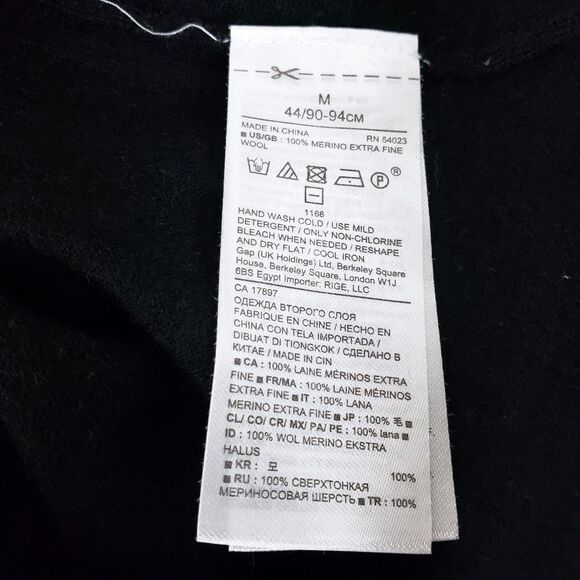 M
44/90-94CM
MADE IN CHINA RN 54023
■ US/GB : 100% MERINO EXTRA FINE
WOOL
P ®
1166
HAND WASH COLD / USE MILD
DETERGENT / ONLY NON-CHLORINE
BLEACH WHEN NEEDED / RESHAPE
AND DRY FLAT / COOL IRON
Gap (UK Holdings) Ltd, Berkeley Square
House, Berkeley Square, London W1J
6BS Egypt Importer: RIGE, LLC
CA 17897
ОДЕЖДА ВТОРОГО СЛОЯ
FABRIQUE EN CHINE / HECHO EN
CHINA CON TELA IMPORTADA /
DIBUAT DI TIONGKOK / СДЕЛАНО В
КИТАЕ / MADE IN CIN
■ CA : 100% LAINE MÉRINOS EXTRA
FINE ■ FR/MA : 100% LAINE MÉRINOS
EXTRA FINE ■ IT : 100% LANA
MERINO EXTRA FINE ■ JP : 100% 毛 ■
CL/ CO/ CR/ MX/ PA/ PE : 100% lana ■
ID : 100% WOL MERINO EKSTRA
HALUS
■ KR : 모 100%
■ RU : 100% СВЕРХТОНКАЯ
МЕРИНОСОВАЯ ШЕРСТЬ ■ TR : 100%